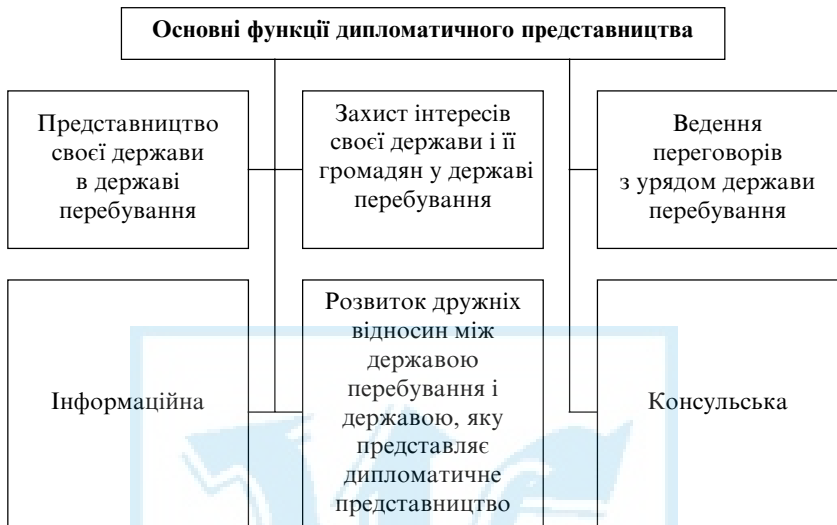 Основні функції дипломатичного представництва
Представництво
своєї держави
в державі
перебування
Захист інтересів
своєї держави і її
громадян у державі
перебування
Ведення
переговорів
з урядом держави
перебування
Інформаційна
Розвиток дружніх
відносин між
державою
перебування і
державою, яку
представляє
дипломатичне
представництво
Консульська